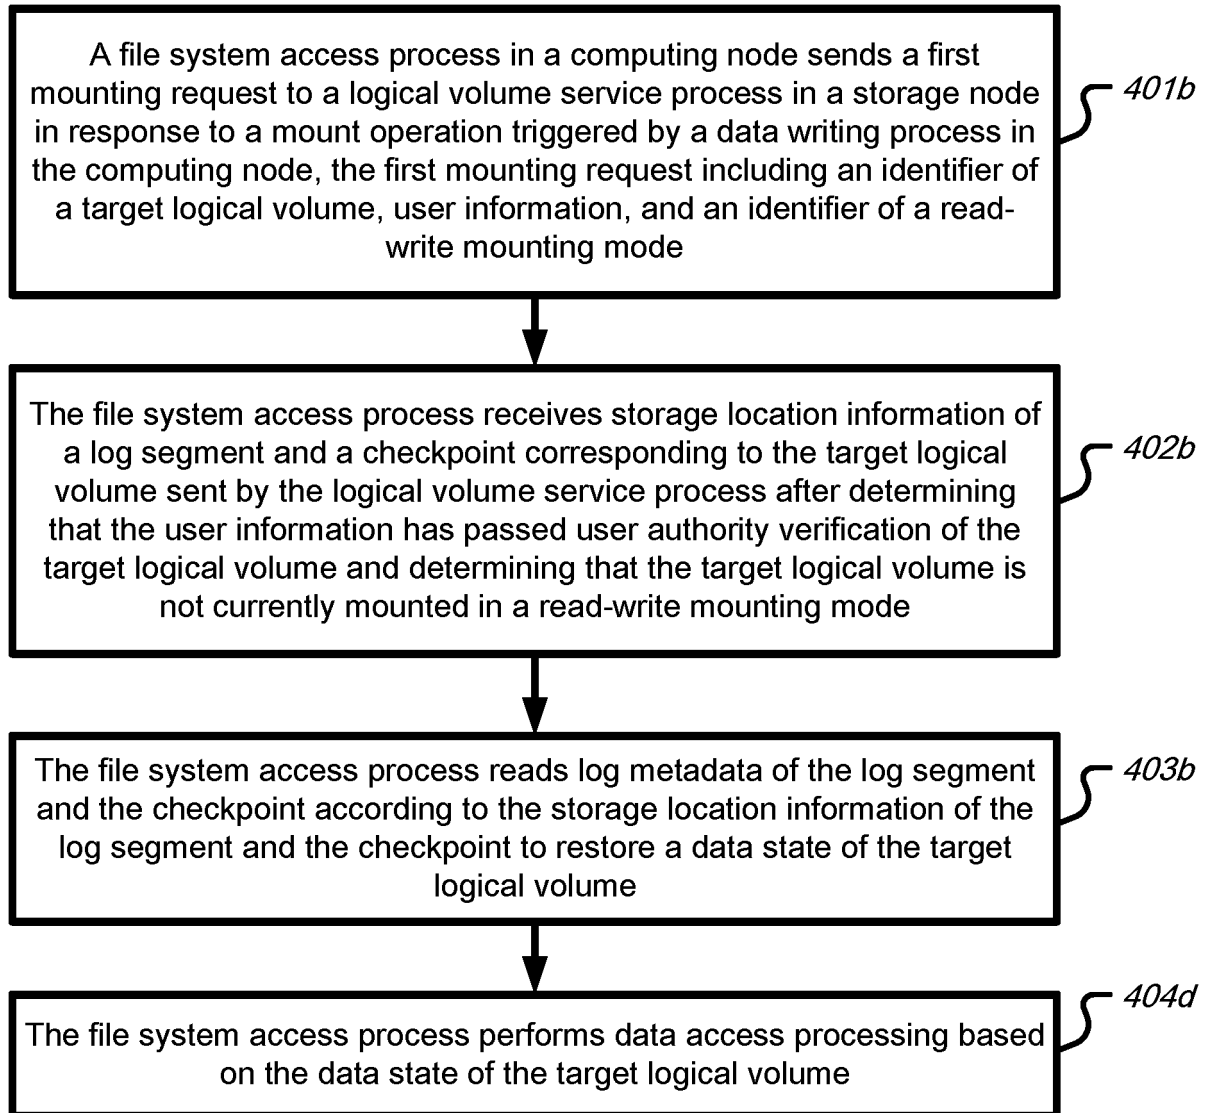 A file system access process in a computing node sends a first
mounting request to a logical volume service process in a storage node
in response to a mount operation triggered by a data writing process in
the computing node, the first mounting request including an identifier of
a target logical volume, user information, and an identifier of a read-
write mounting mode
401b
The file system access process receives storage location information of
a log segment and a checkpoint corresponding to the target logical
volume sent by the logical volume service process after determining
that the user information has passed user authority verification of the
target logical volume and determining that the target logical volume is
not currently mounted in a read-write mounting mode
402b
The file system access process reads log metadata of the log segment
and the checkpoint according to the storage location information of the
log segment and the checkpoint to restore a data state of the target
logical volume
403b
The file system access process performs data access processing based
on the data state of the target logical volume
404d